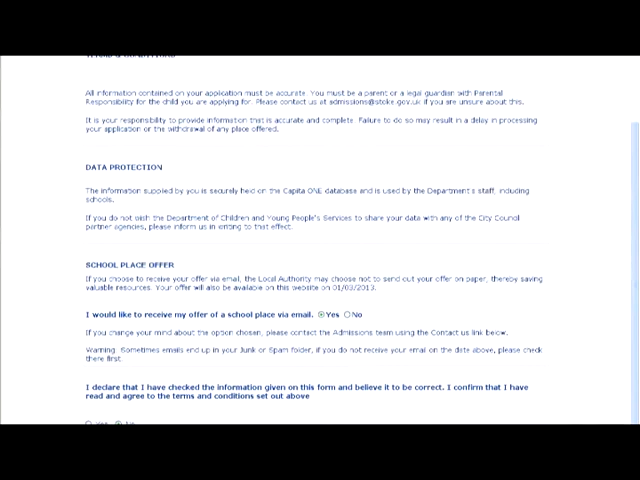 All information contained on your application must be accurate. You must be a parent or a legal guardian with Parental
Responsibility for the child you are applying for. Please contact us at admissions@stoke.gov.uk if you are unsure about this.
It is your responsibility to provide information that is accurate and complete. Failure to do so may result in a delay in processing
your application or the withdrawal of any place offered.
DATA PROTECTION
The information supplied by you is securely held on the Capita ONE database and is used by the Department's staff, including
schools.
If you do not wish the Department of Children and Young People's Services to share your data with any of the City Council
partner agencies, please inform us in writing to that effect.
SCHOOL PLACE OFFER
If you choose to receive your offer via email, the Local Authority may choose not to send out your offer on paper, thereby saving
valuable resources. Your offer will also be available on this website on 01/03/2013.
I would like to receive my offer of a school place via email. Yes No
If you change your mind about the option chosen, please contact the Admissions team using the Contact us link below.
Warning. Sometimes emails end up in your Junk or Spam folder, if you do not receive your email on the date above, please check
there first.
I declare that I have checked the information given on this form and believe it to be correct. I confirm that I have
read and agree to the terms and conditions set out above
Yes No